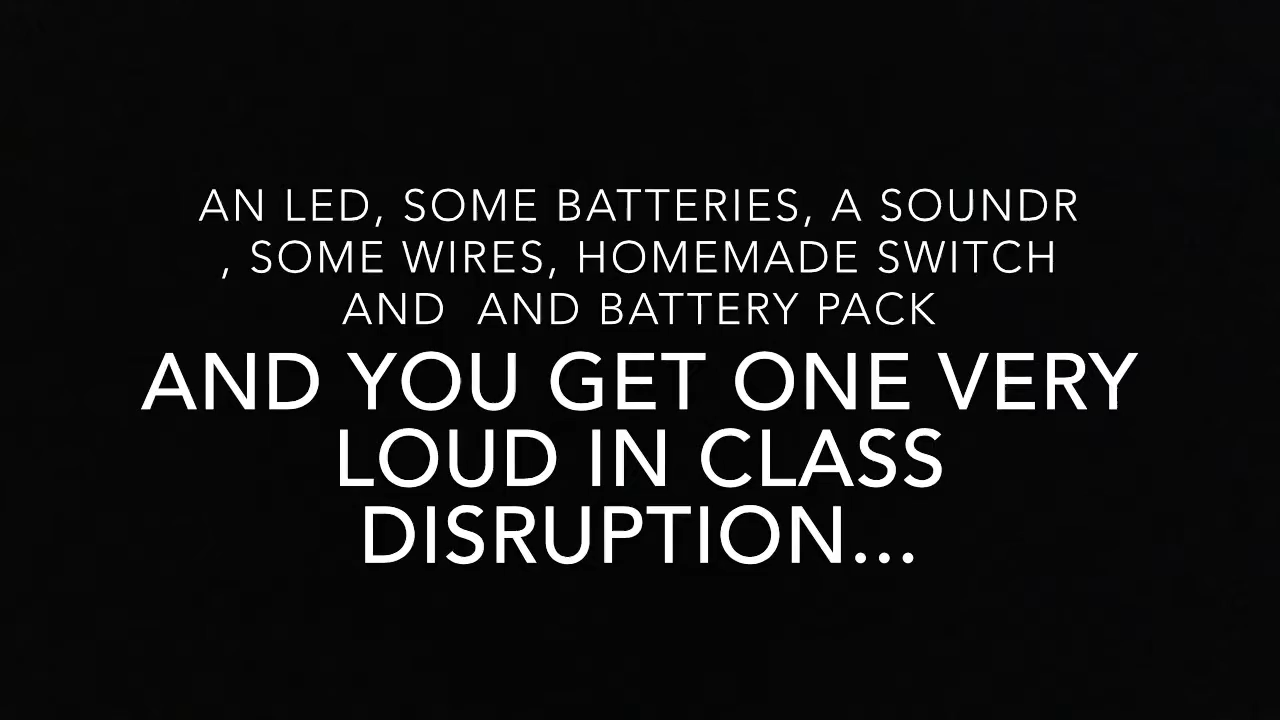 AN LED, SOME BATTERIES, A SOUNDR
, SOME WIRES, HOMEMADE SWITCH
AND  AND BATTERY PACK
AND YOU GET ONE VERY
LOUD IN CLASS
DISRUPTION...